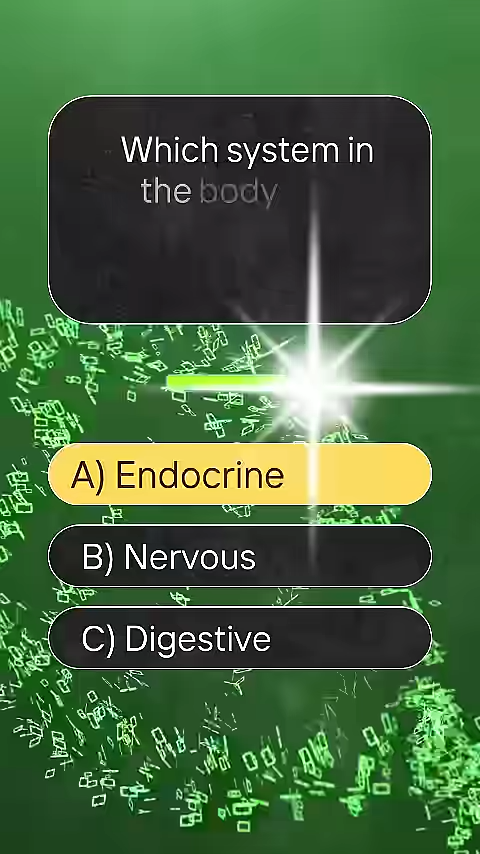 Which system in
the body
A) Endocrine
B) Nervous
C) Digestive